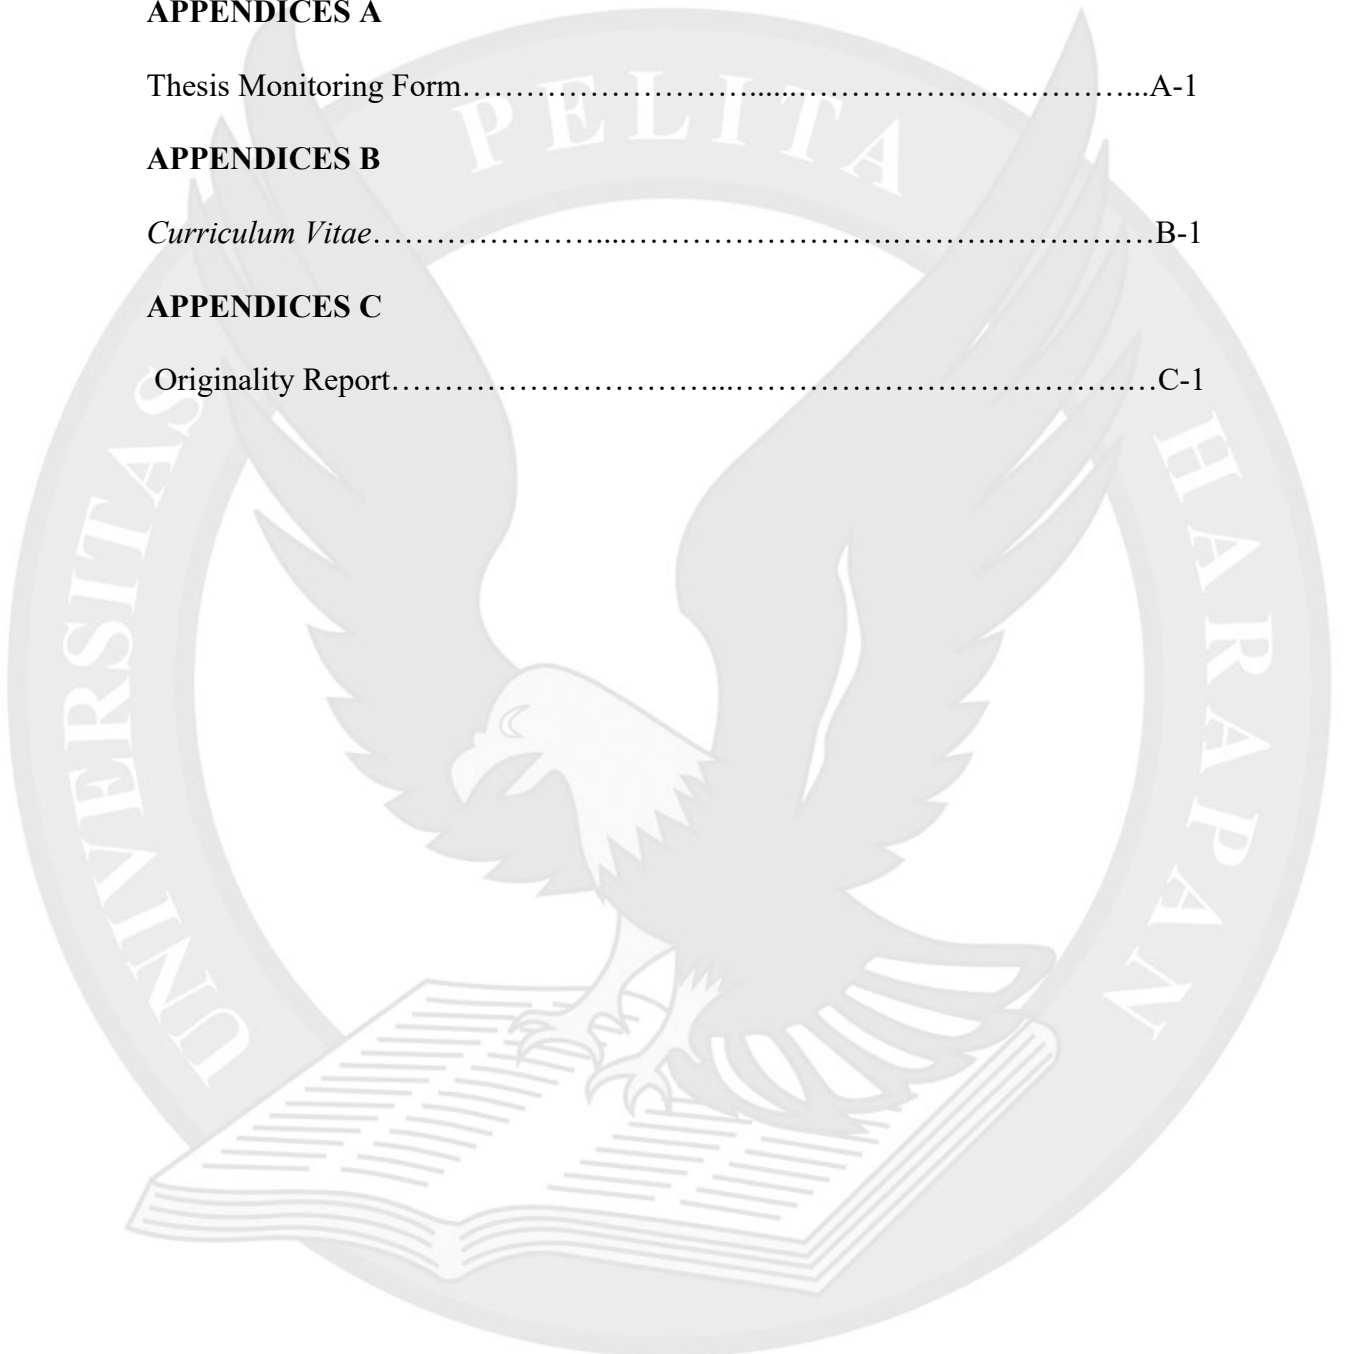 APPENDICES A
Thesis Monitoring Form……………………….......………………….………...A-1
APPENDICES B
Curriculum Vitae…………………....…………………….……….……………B-1
APPENDICES C
Originality Report…………………………...……………………………….…C-1
UNIVERSITAS PELITA HARAPAN